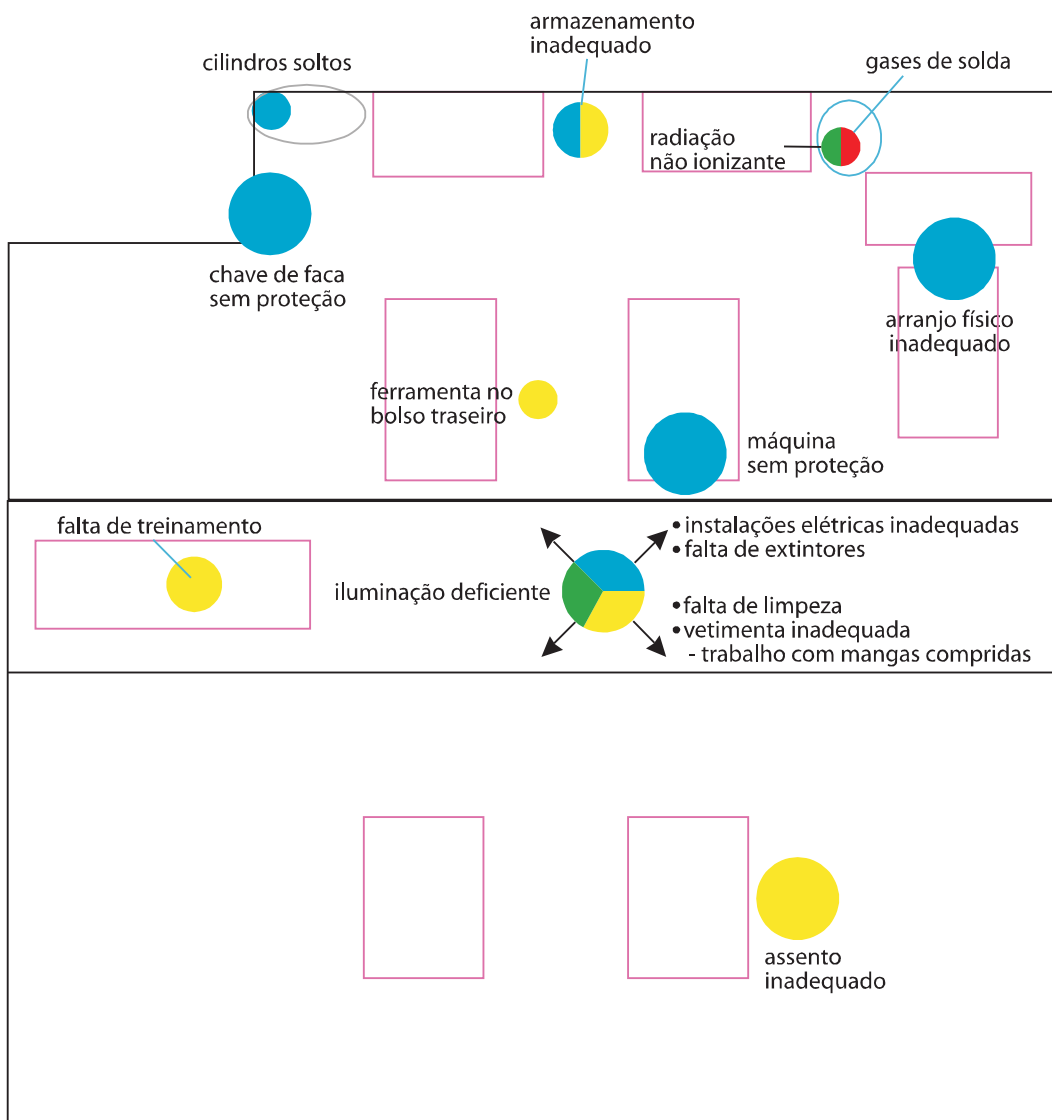 armazenamento
inadequado
cilindros soltos
gases de solda
radiação
não ionizante
chave de faca
sem proteção
arranjo físico
inadequado
ferramenta no
bolso traseiro
máquina
sem proteção
falta de treinamento
• instalações elétricas inadequadas
• falta de extintores
iluminação deficiente
• falta de limpeza
• vetimenta inadequada
- trabalho com mangas compridas
assento
inadequado